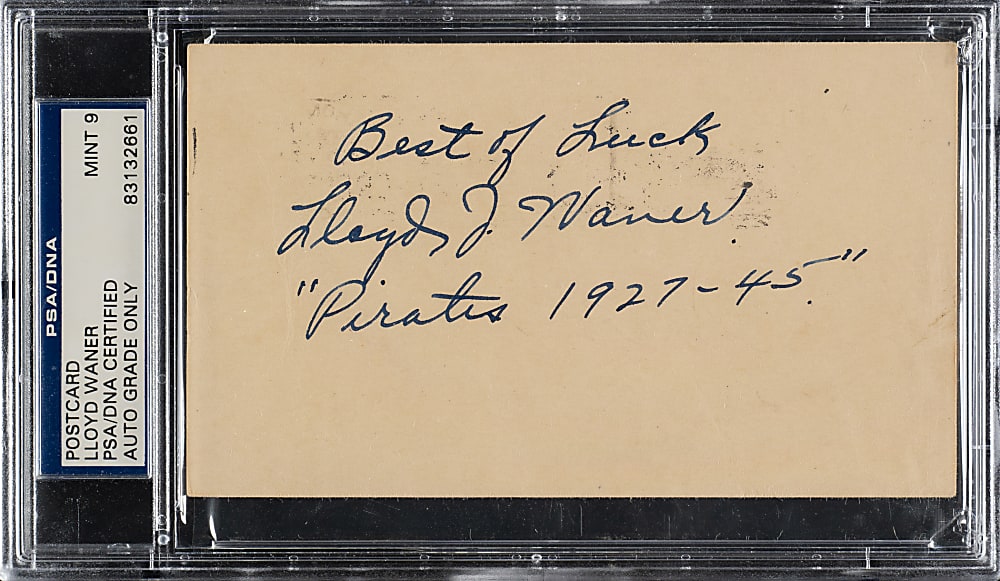 PSA/DNA
POSTCARD
LLOYD WANER
PSA/DNA CERTIFIED
AUTO GRADE ONLY
MINT 9
83132661
Best of Luck
Lloyd J. Waner.
"Pirates 1927-45."